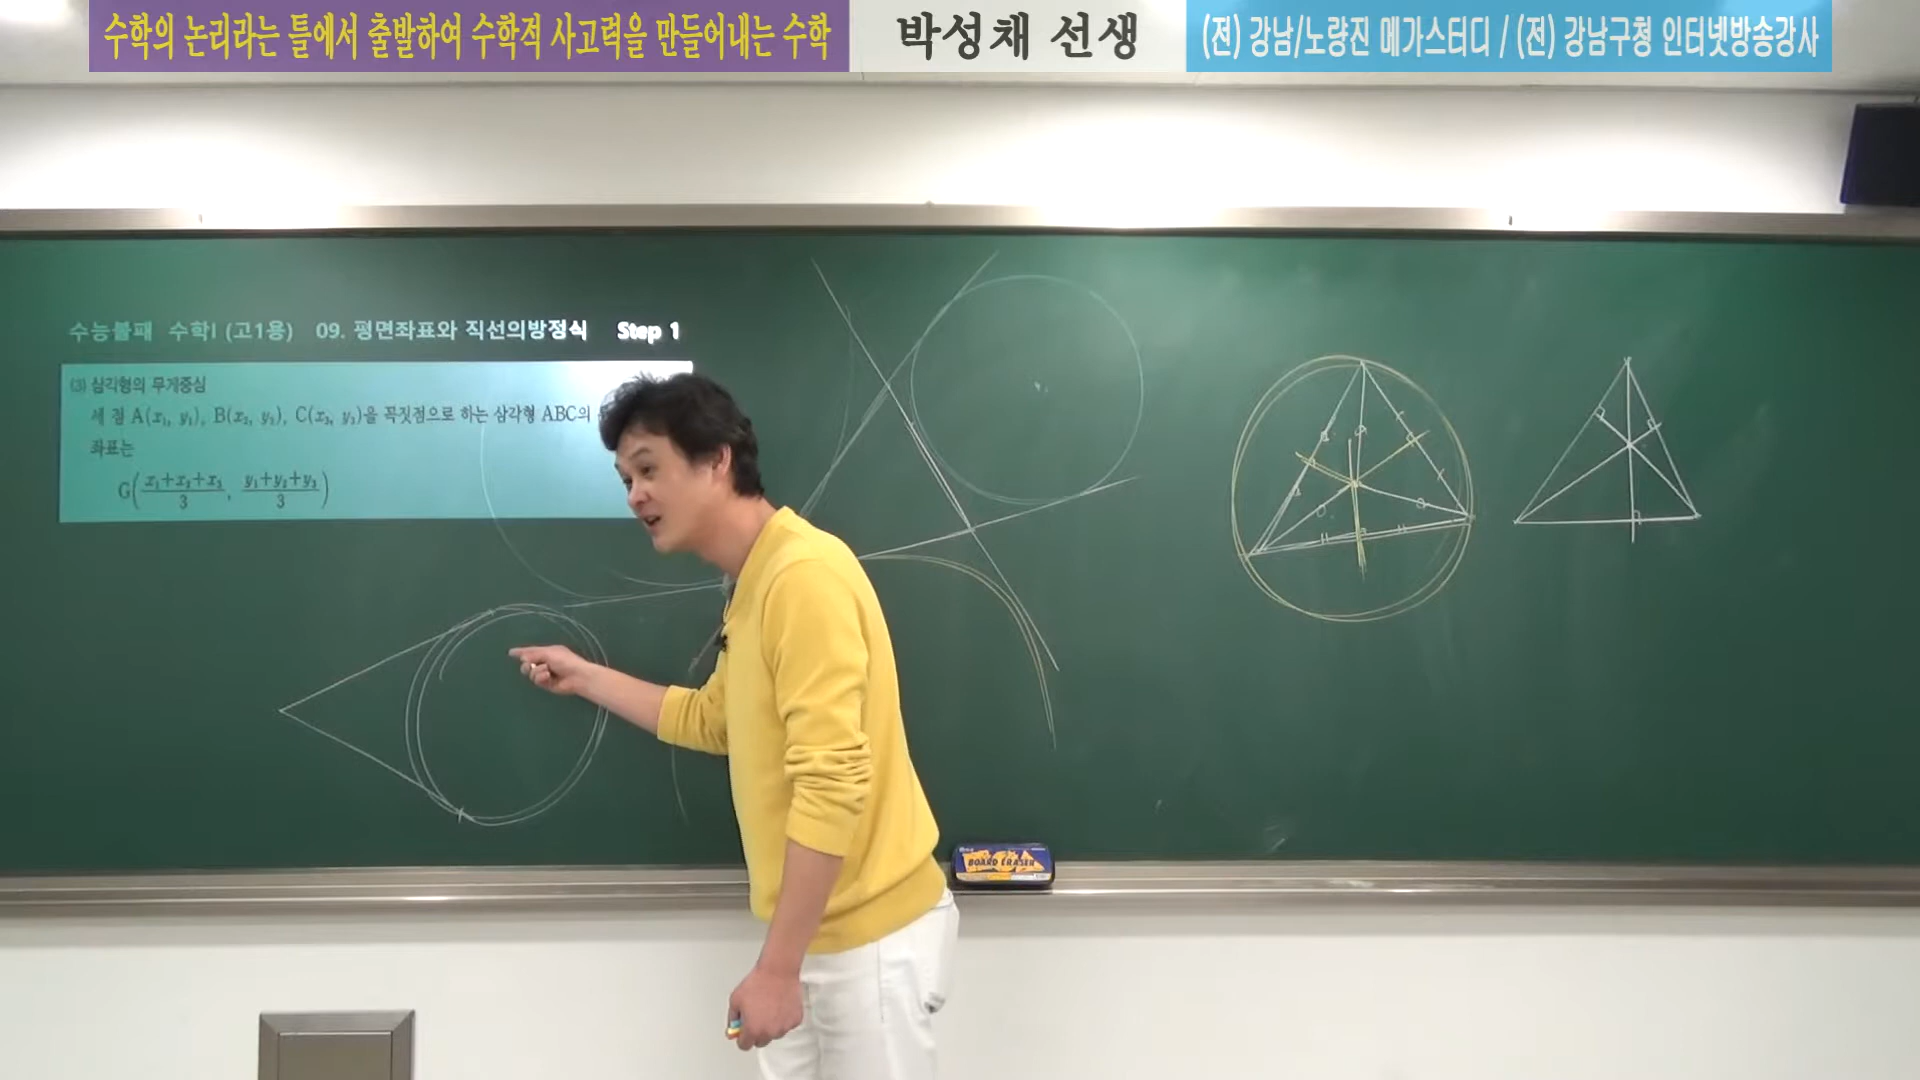 수학의 논리라는 틀에서 출발하여 수학적 사고력을 만들어내는 수학
박성채 선생
(전) 강남/노량진 메가스터디 / (전) 강남구청 인터넷방송강사
수능불패 수학I (고1용) 09. 평면좌표와 직선의방정식 Step 1
(3) 삼각형의 무게중심
세 점 A(x₁, y₁), B(x₂, y₂), C(x₃, y₃)을 꼭짓점으로 하는 삼각형 ABC의
좌표는
G(x₁+x₂+x₃/3, y₁+y₂+y₃/3)
BOARD ERASER